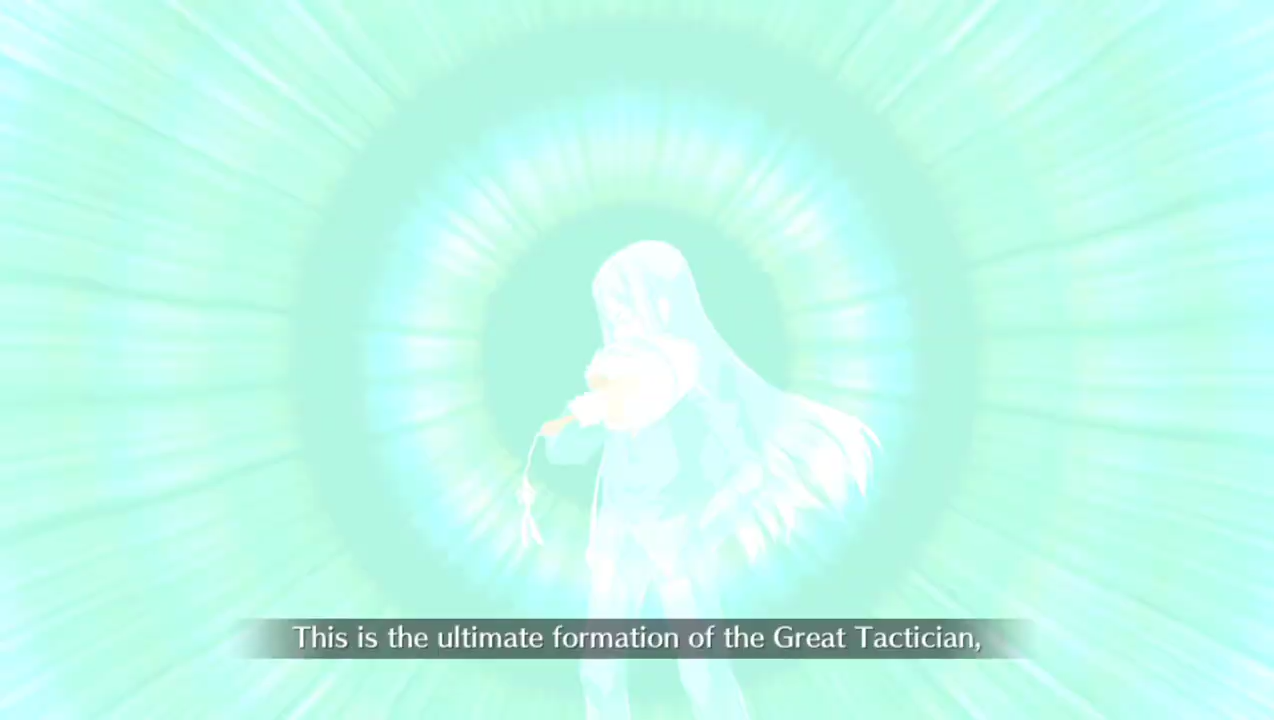 This is the ultimate formation of the Great Tactician,